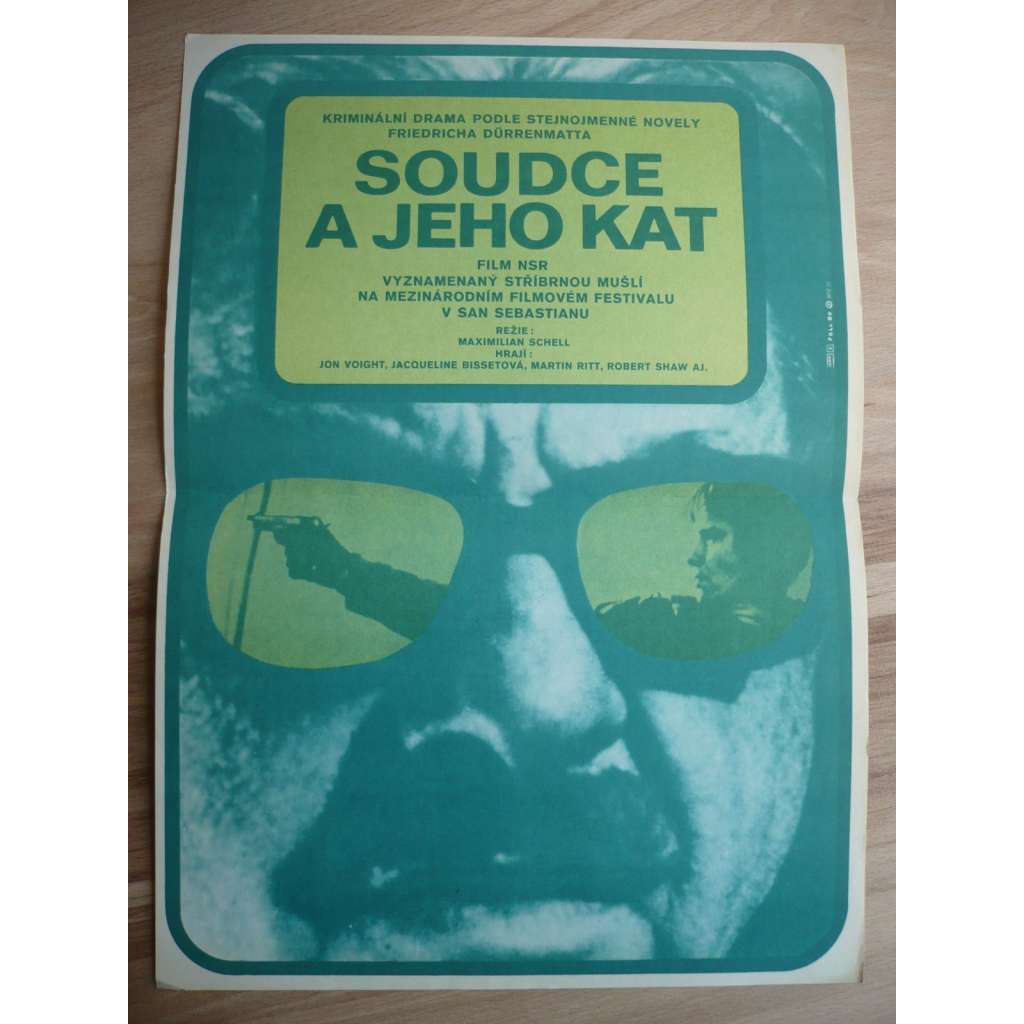 KRIMINÁLNÍ DRAMA PODLE STEJNOJMENNÉ NOVELY
FRIEDRICHA DÜRRENMATTA
SOUDCE
A JEHO KAT
FILM NSR
VYZNAMENANÝ STŘÍBRNOU MUŠLÍ
NA MEZINÁRODNÍM FILMOVÉM FESTIVALU
V SAN SEBASTIANU
REŽIE :
MAXIMILIAN SCHELL
HRAJÍ :
JON VOIGHT, JACQUELINE BISSETOVÁ, MARTIN RITT, ROBERT SHAW AJ.